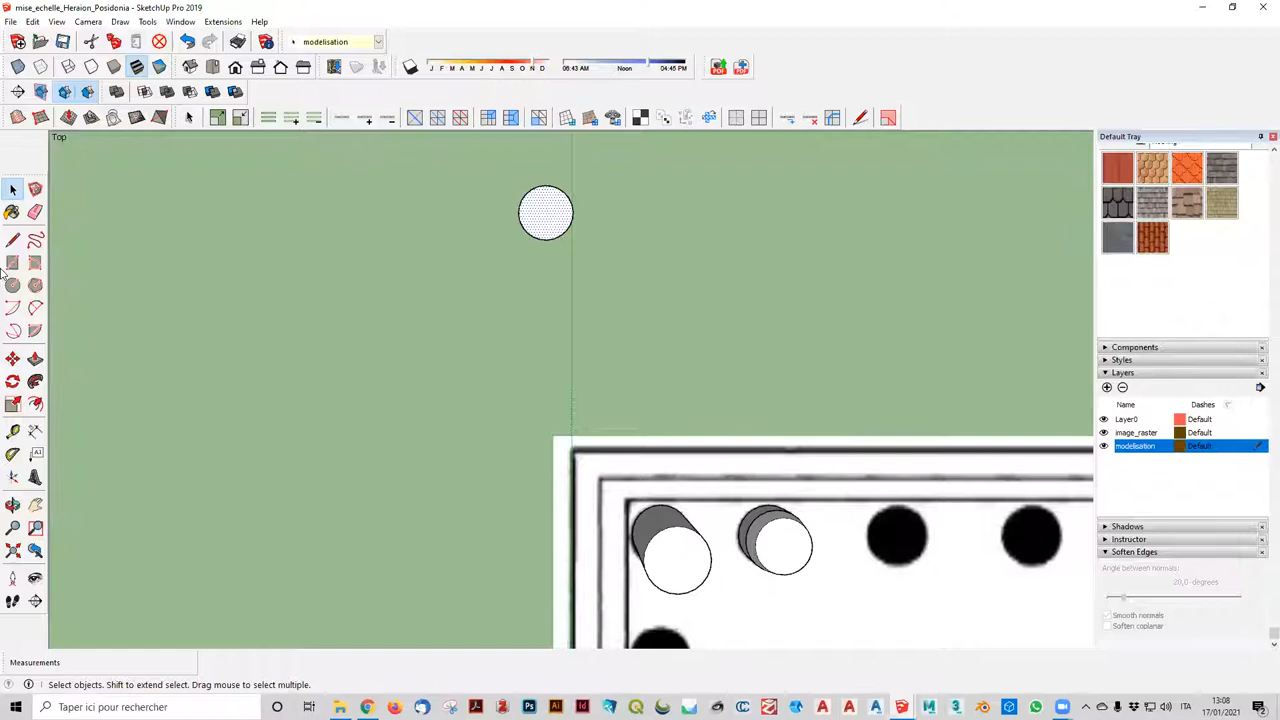 mise_echelle_Heraion_Posidonia - SketchUp Pro 2019
File Edit View Camera Draw Tools Window Extensions Help
modelisation
J F M A M J J A S O N D 06:43 AM Noon 04:45 PM
Default Tray
Top
Components
Styles
Layers
Name Dashes
Layer0 Default
image_raster Default
modelisation Default
Shadows
Instructor
Soften Edges
Angle between normals:
20,0 degrees
Smooth normals
Soften coplanar
Measurements
Select objects. Shift to extend select. Drag mouse to select multiple.
Taper ici pour rechercher
ITA
13:08
17/01/2021